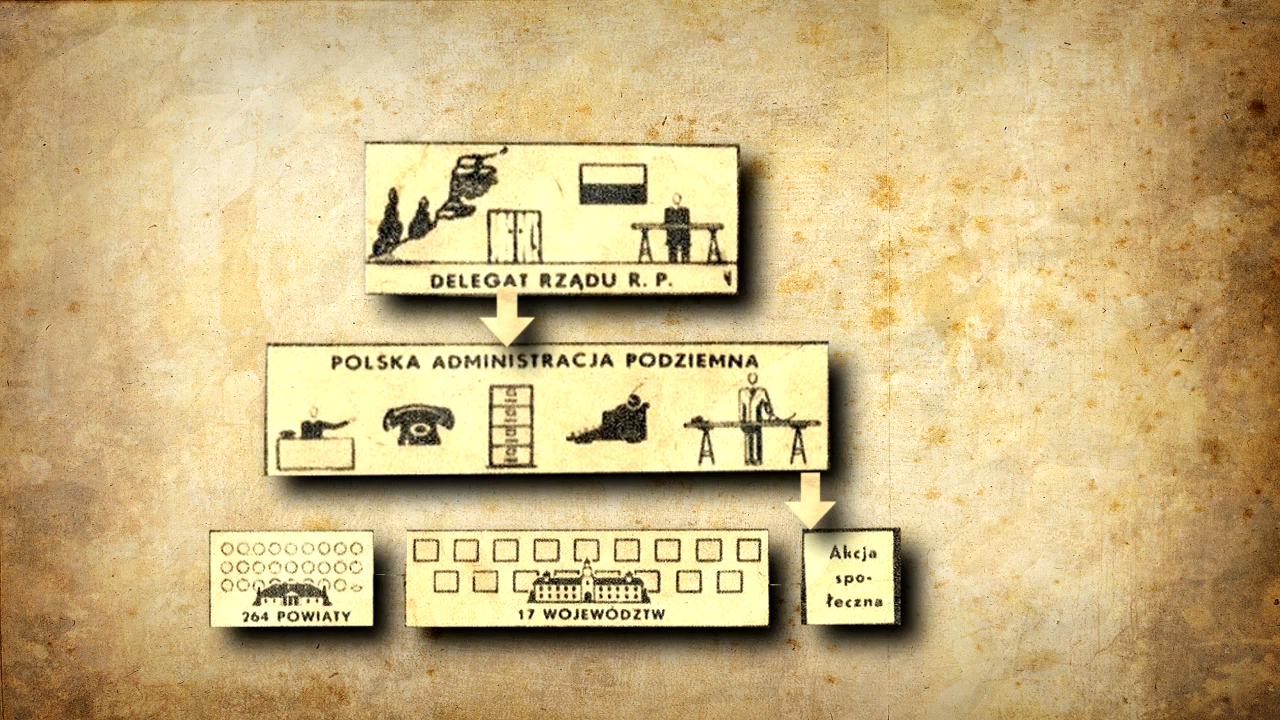 DELEGAT RZĄDU R. P.
POLSKA ADMINISTRACJA PODZIEMNA
264 POWIATY
17 WOJEWÓDZTW
Akcja
spo-
łeczna